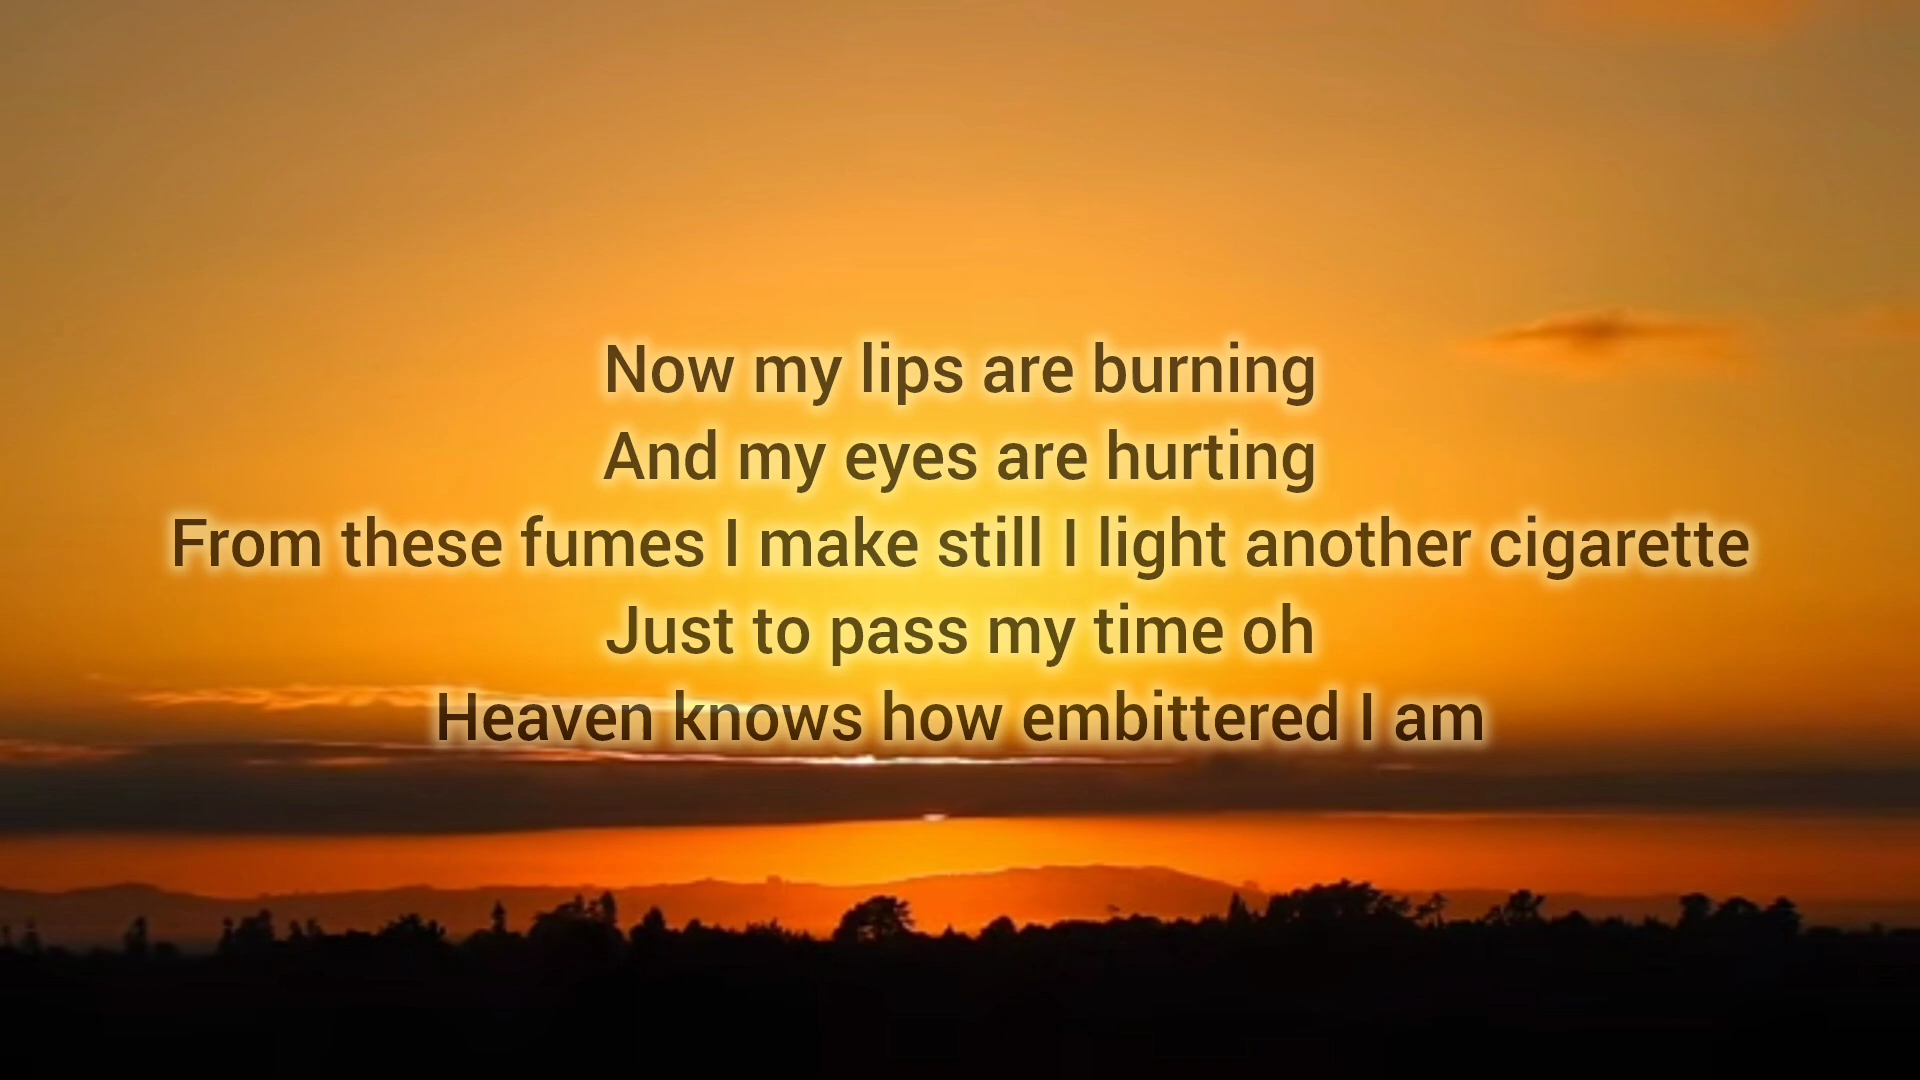 Now my lips are burning
And my eyes are hurting
From these fumes I make still I light another cigarette
Just to pass my time oh
Heaven knows how embittered I am